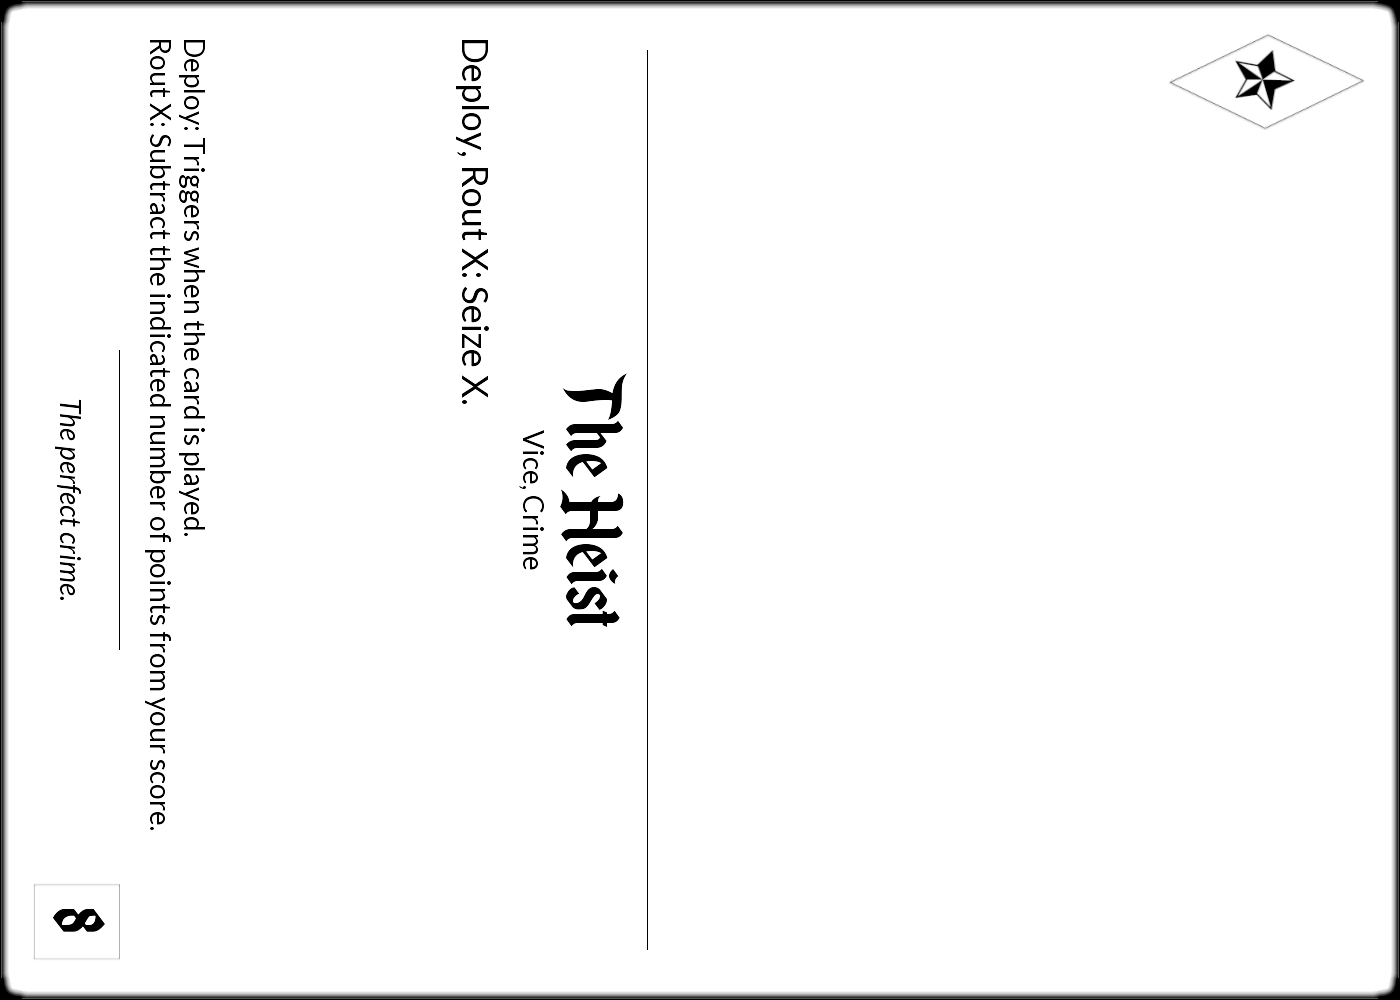 The Heist
Vice, Crime
Deploy, Rout X: Seize X.
Deploy: Triggers when the card is played.
Rout X: Subtract the indicated number of points from your score.
The perfect crime.
8